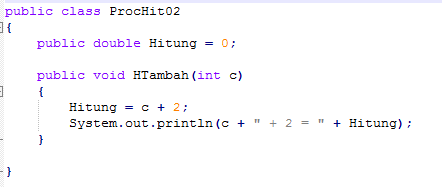 public class ProcHit02
{
public double Hitung = 0;
public void HTambah(int c)
{
Hitung = c + 2;
System.out.println(c + " + 2 = " + Hitung);
}
}